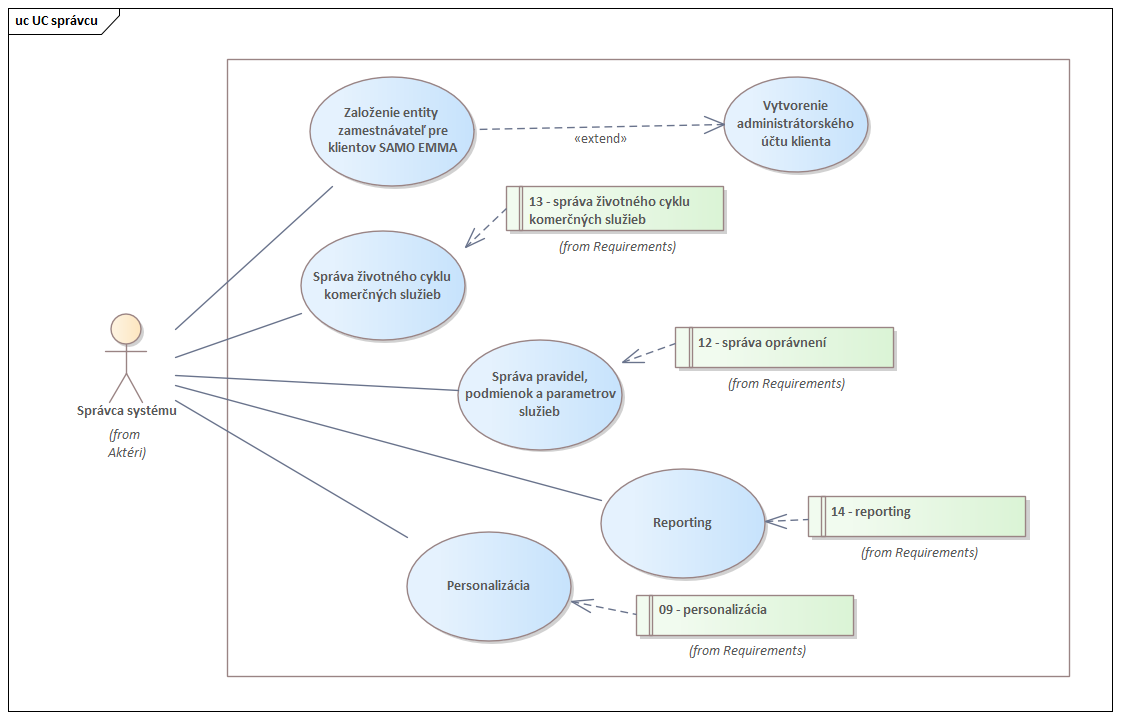 uc UC správcu
Založenie entity
zamestnávateľ pre
klientov SAMO EMMA
Vytvorenie
administrátorského
účtu klienta
«extend»
13 - správa životného cyklu
komerčných služieb
(from Requirements)
Správa životného cyklu
komerčných služieb
12 - správa oprávnení
(from Requirements)
Správa pravidel,
podmienok a parametrov
služieb
Správca systému
(from
Aktéri)
Reporting
14 - reporting
(from Requirements)
Personalizácia
09 - personalizácia
(from Requirements)